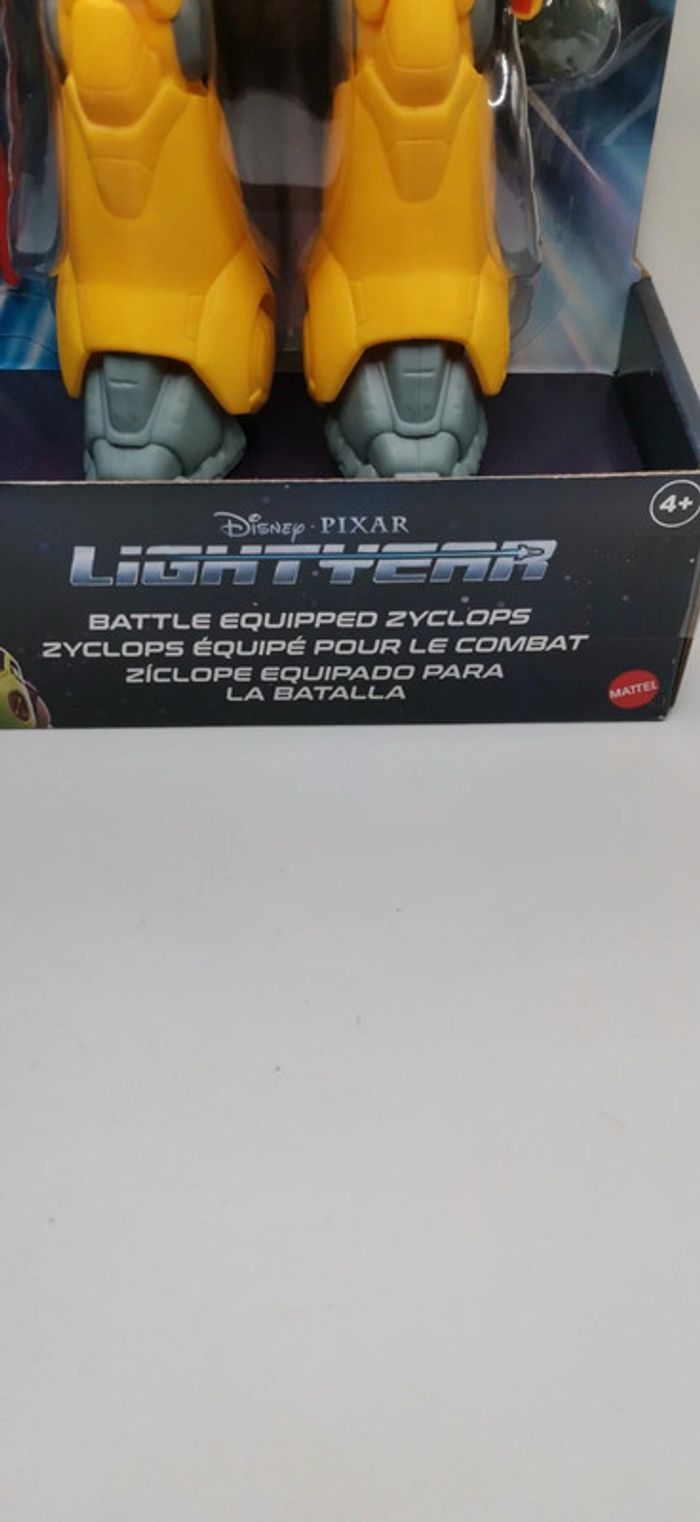 4+
Disney · PIXAR
LIGHTYEAR
BATTLE EQUIPPED ZYCLOPS
ZYCLOPS ÉQUIPÉ POUR LE COMBAT
ZÍCLOPE EQUIPADO PARA
LA BATALLA
MATTEL